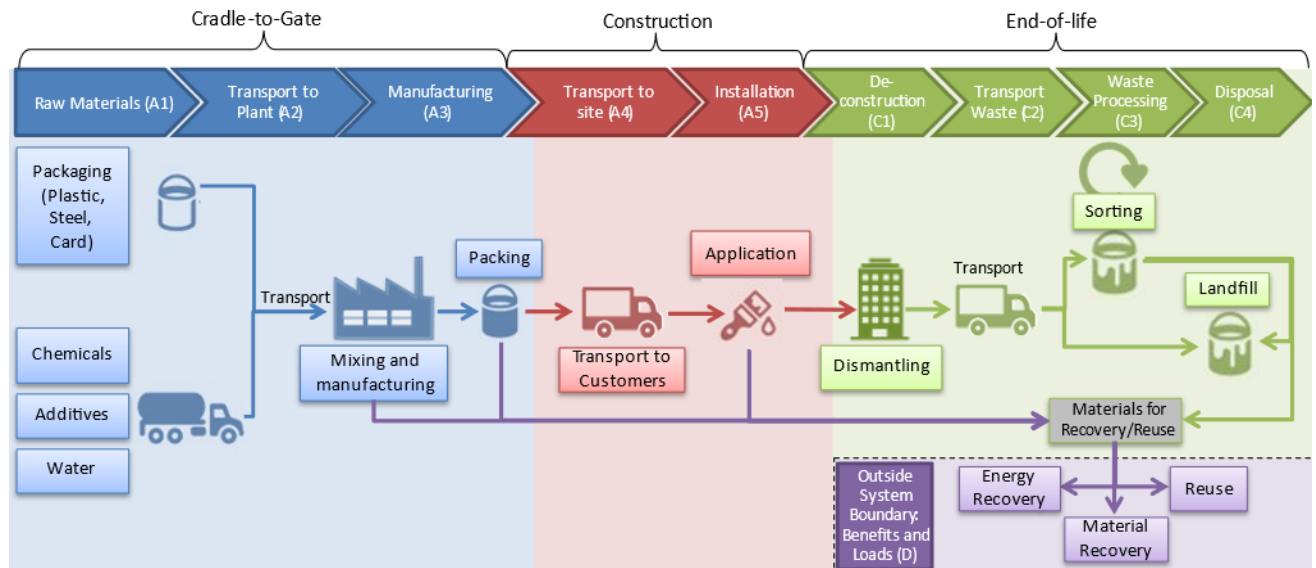 Cradle-to-Gate
Construction
End-of-life
Raw Materials (A1)
Transport to
Plant (A2)
Manufacturing
(A3)
Transport to
site (A4)
Installation
(A5)
De-
construction
(C1)
Transport
Waste (C2)
Waste
Processing
(C3)
Disposal
(C4)
Packaging
(Plastic,
Steel,
Card)
Chemicals
Additives
Water
Transport
Mixing and
manufacturing
Packing
Transport to
Customers
Application
Dismantling
Transport
Sorting
Landfill
Materials for
Recovery/Reuse
Outside
System
Boundary:
Benefits and
Loads (D)
Energy
Recovery
Material
Recovery
Reuse